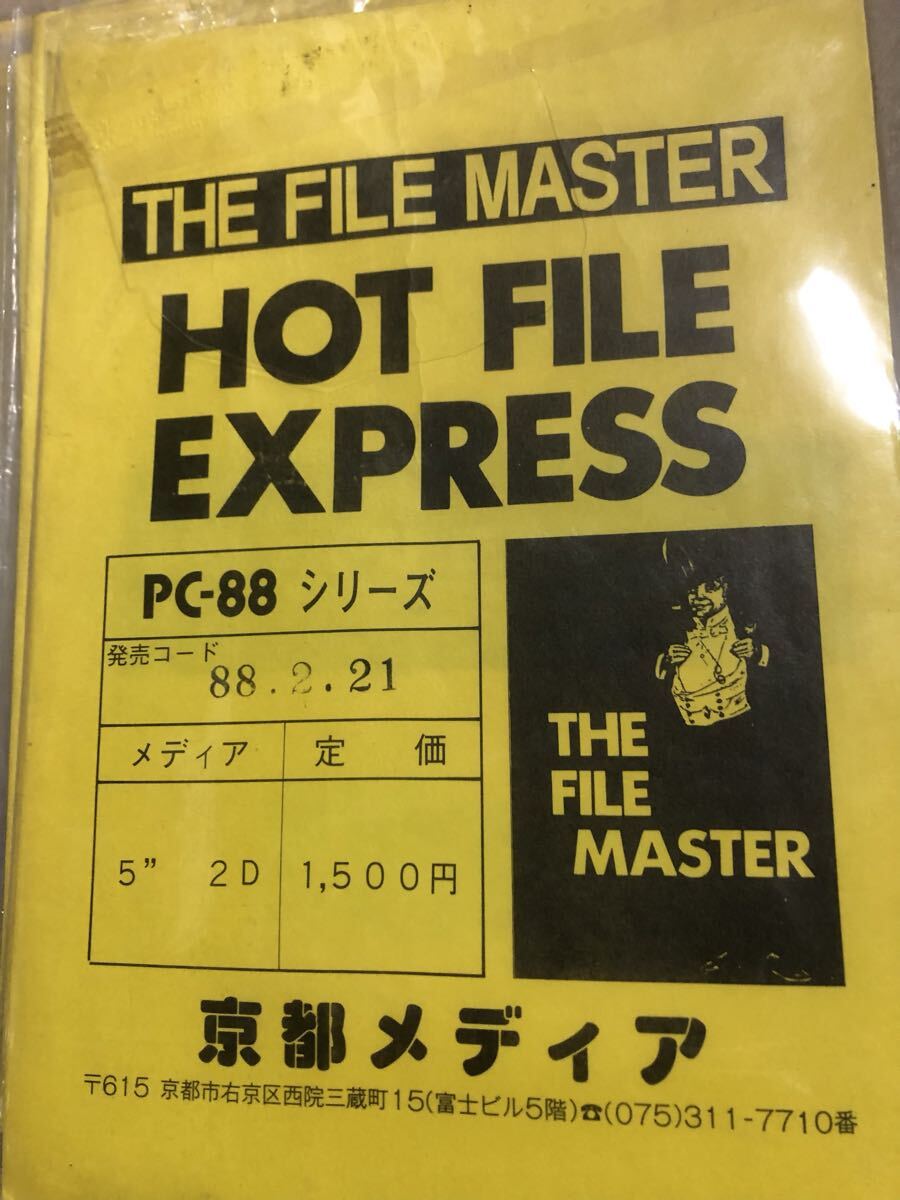 THE FILE MASTER
HOT FILE
EXPRESS
PC-88 シリーズ
発売コード
88.2.21
メディア 定 価
5” 2D 1,500円
THE
FILE
MASTER
京都メディア
〒615 京都市右京区西院三蔵町15(富士ビル5階)☎(075)311-7710番